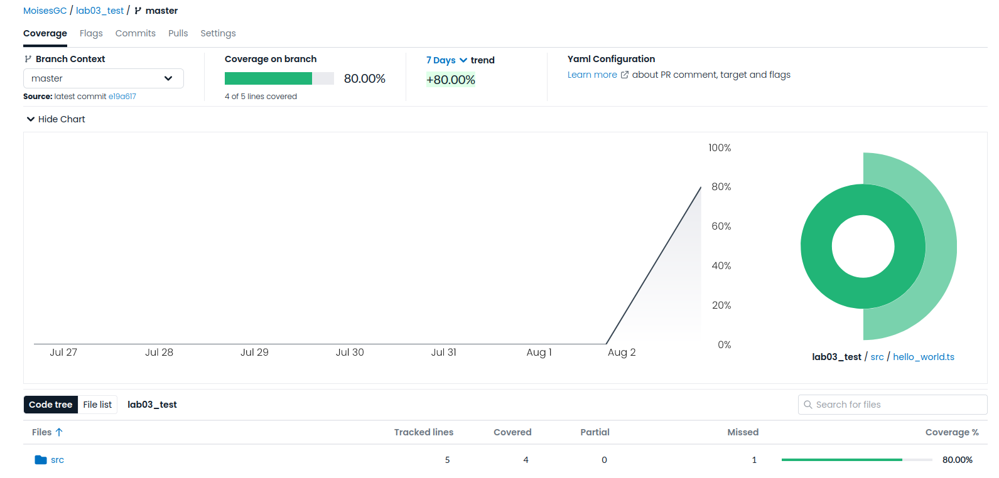 MoisesGC / lab03_test / master
Coverage Flags Commits Pulls Settings
Branch Context
master
Source: latest commit e19a617
Coverage on branch
80.00%
4 of 5 lines covered
7 Days trend
+80.00%
Yaml Configuration
Learn more about PR comment, target and flags
Hide Chart
100%
80%
60%
40%
20%
0%
Jul 27 Jul 28 Jul 29 Jul 30 Jul 31 Aug 1 Aug 2
lab03_test / src / hello_world.ts
Code tree File list lab03_test Search for files
Files Tracked lines Covered Partial Missed Coverage %
src 5 4 0 1 80.00%